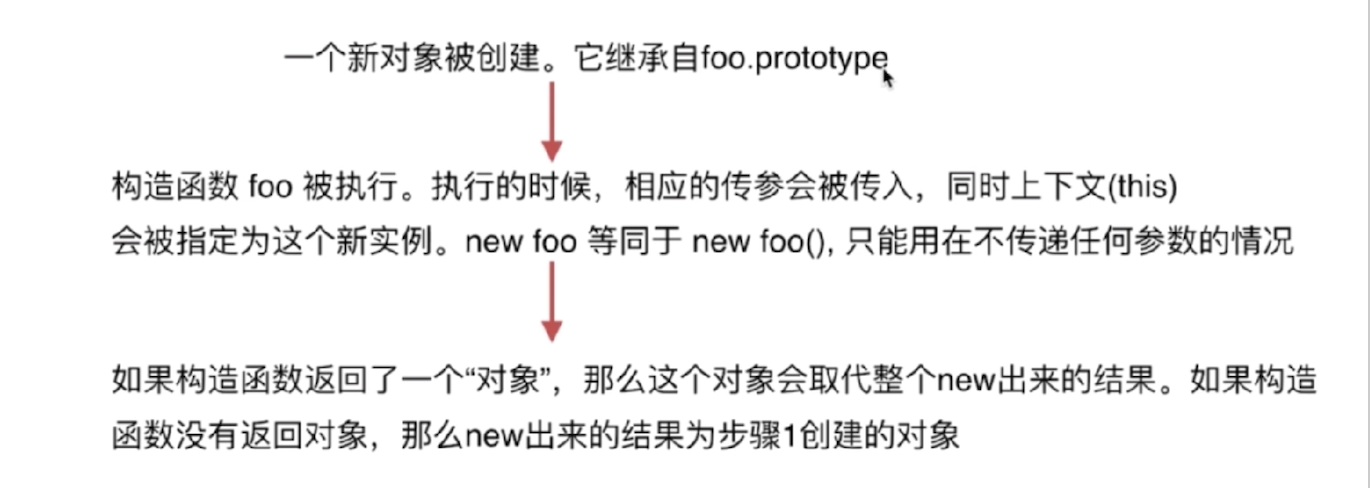 一个新对象被创建。它继承自foo.prototype
构造函数 foo 被执行。执行的时候，相应的传参会被传入，同时上下文(this)
会被指定为这个新实例。new foo 等同于 new foo(), 只能用在不传递任何参数的情况
如果构造函数返回了一个“对象”，那么这个对象会取代整个new出来的结果。如果构造
函数没有返回对象，那么new出来的结果为步骤1创建的对象